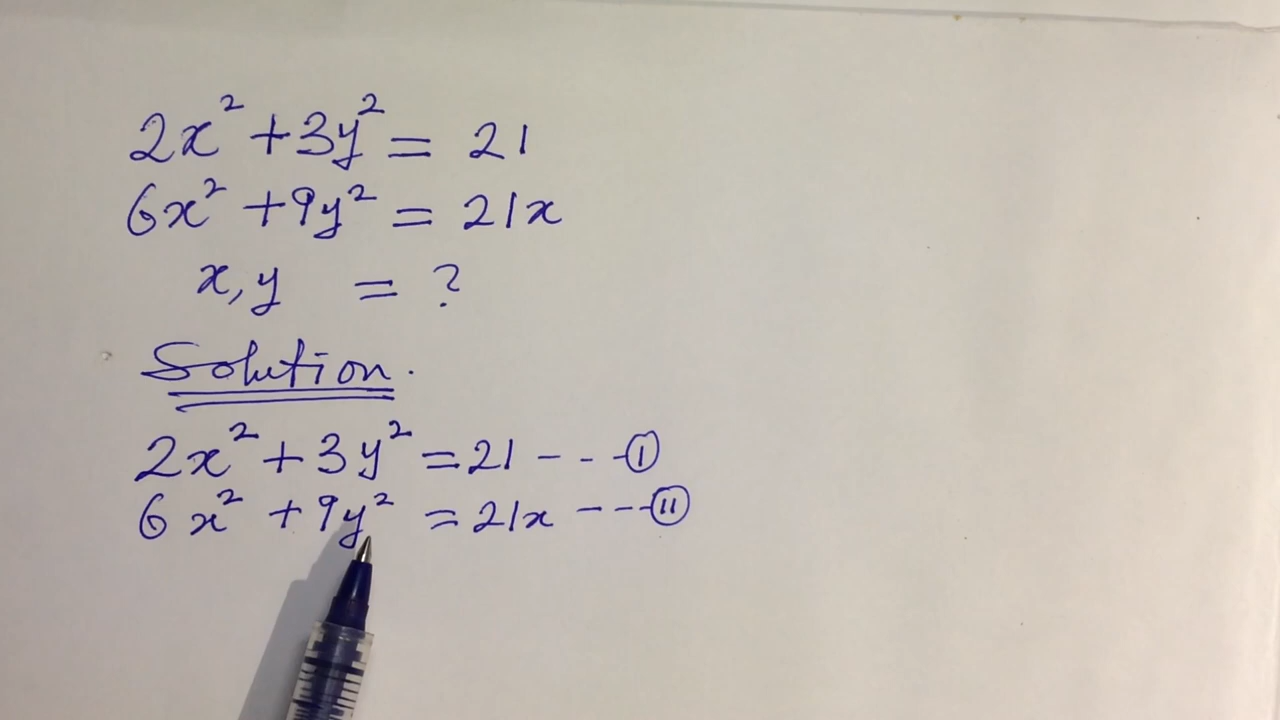 2x² + 3y² = 21
6x² + 9y² = 21x
x, y = ?
Solution.
2x² + 3y² = 21 - - - (I)
6x² + 9y² = 21x - - - (II)